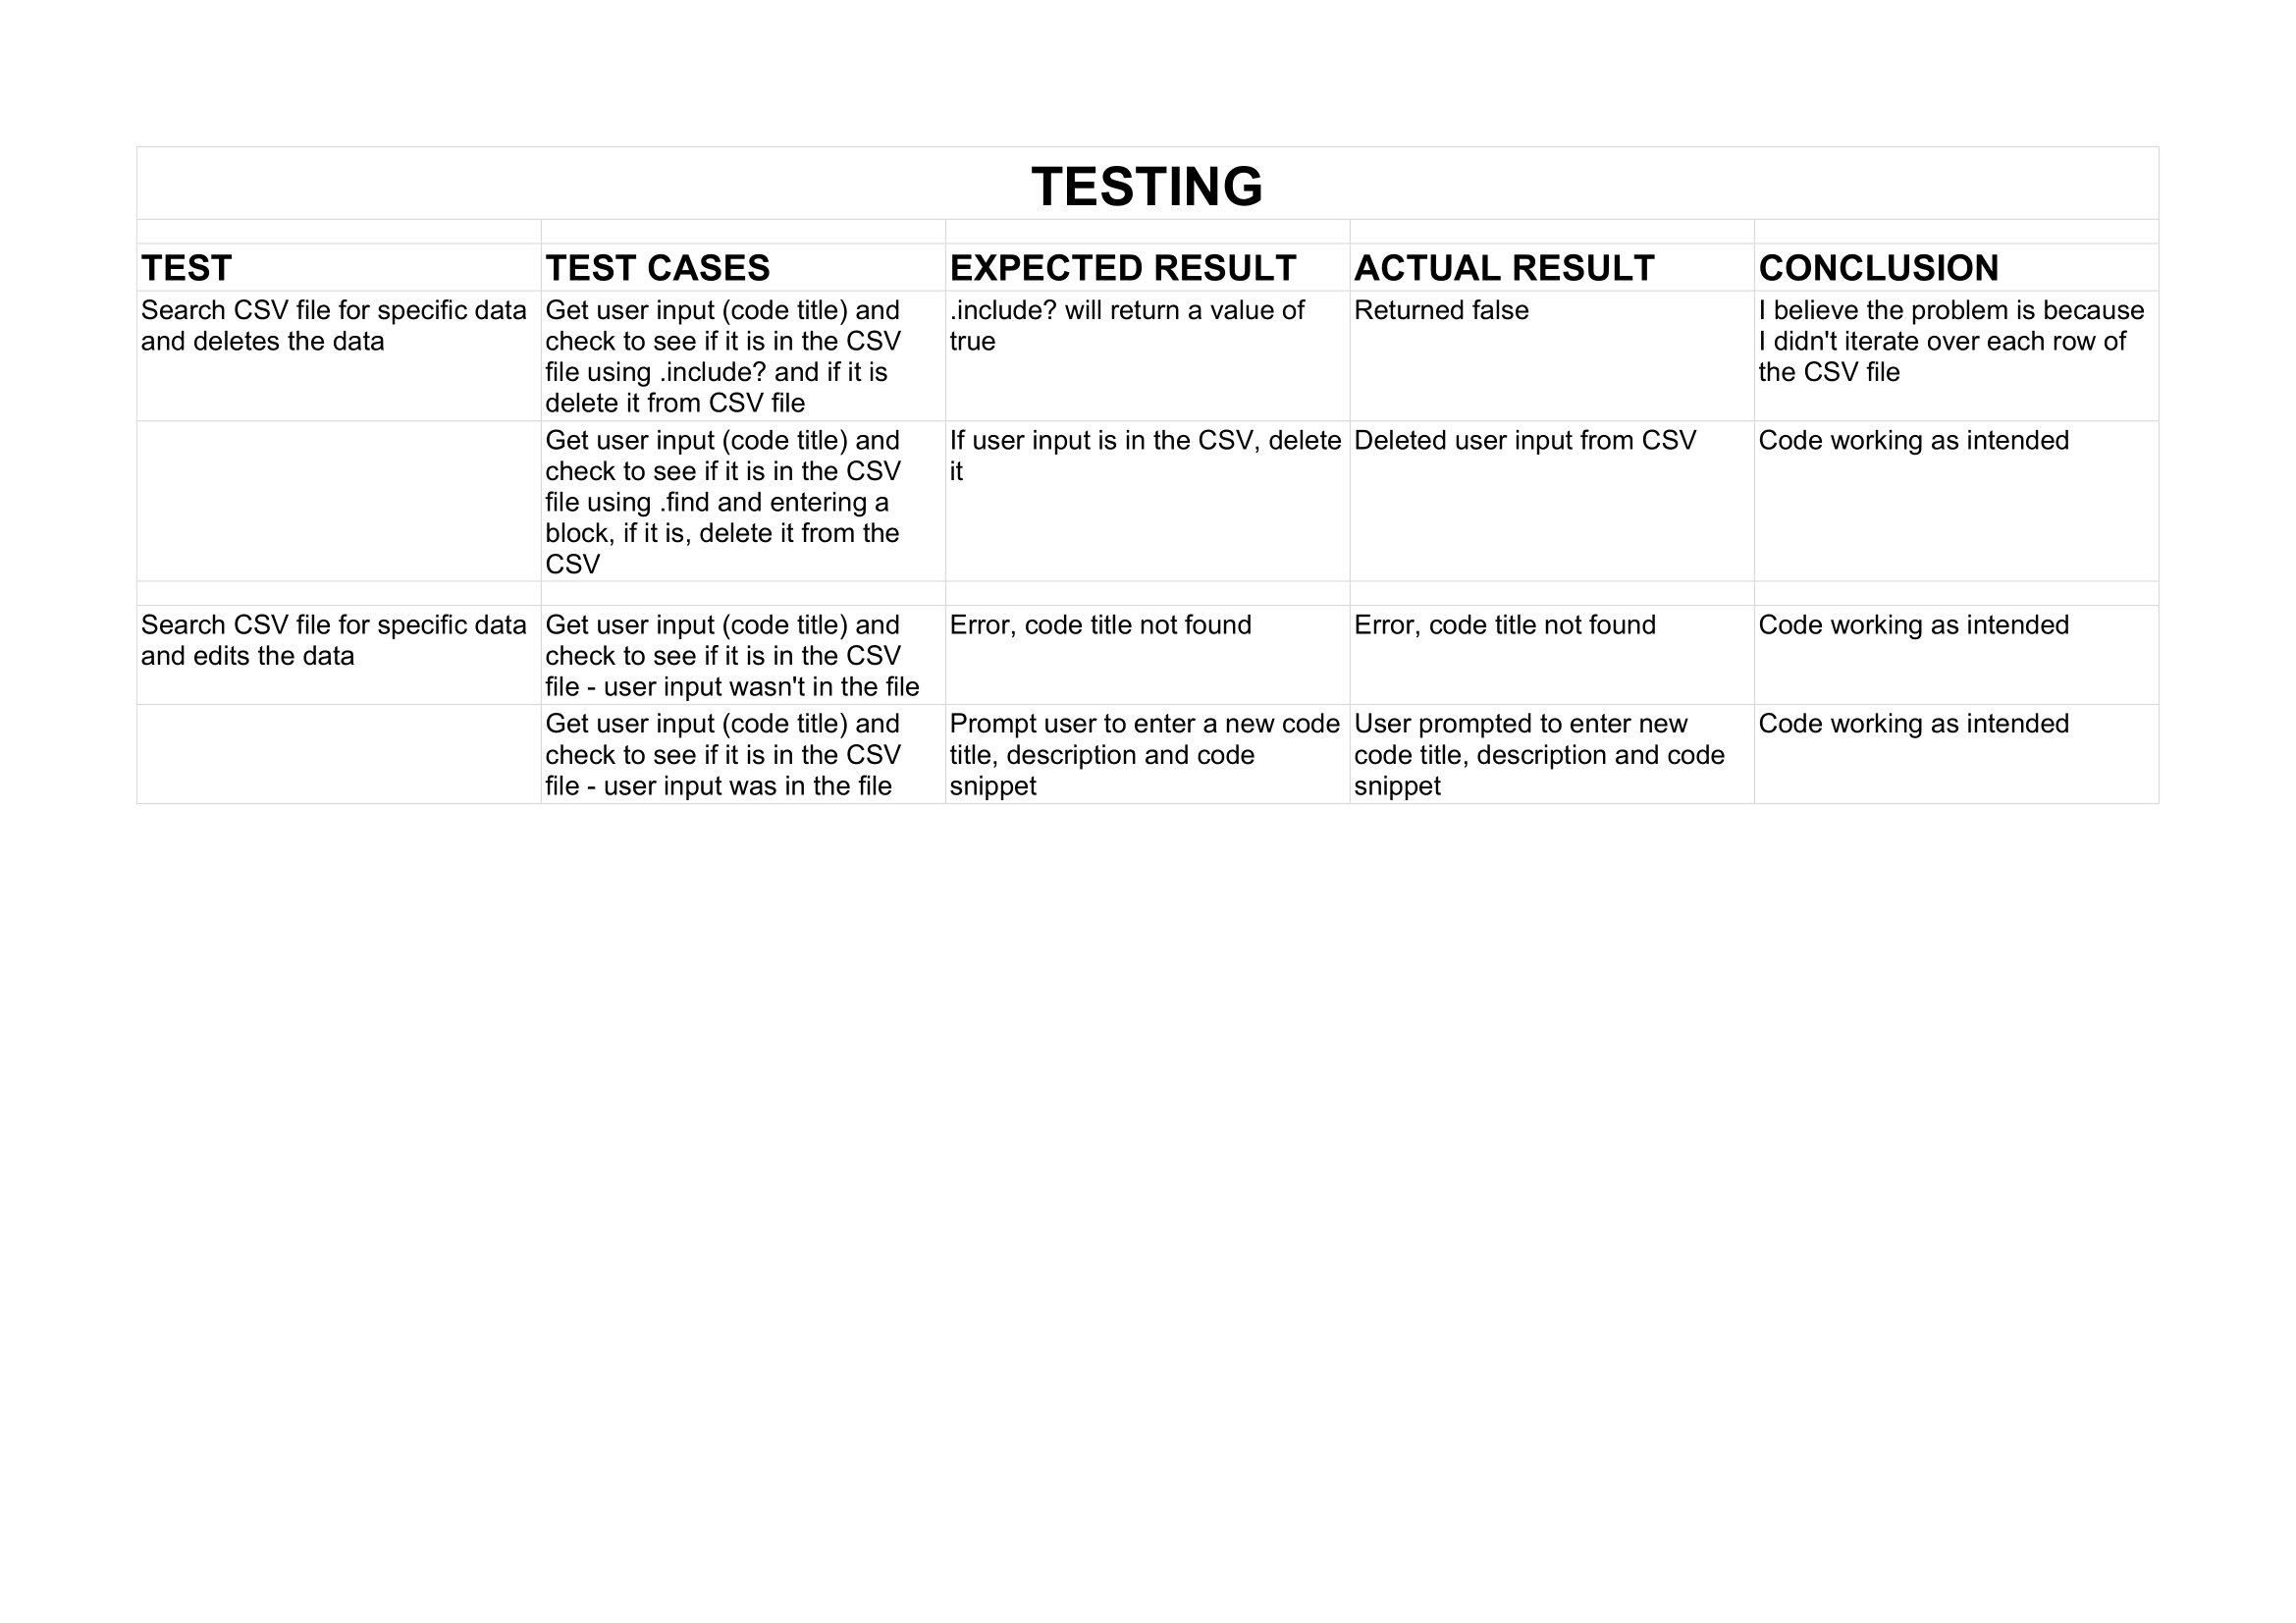 TESTING
TEST TEST CASES EXPECTED RESULT ACTUAL RESULT CONCLUSION
Search CSV file for specific data
and deletes the data
Get user input (code title) and
check to see if it is in the CSV
file using .include? and if it is
delete it from CSV file
.include? will return a value of
true
Returned false
I believe the problem is because
I didn't iterate over each row of
the CSV file
Get user input (code title) and
check to see if it is in the CSV
file using .find and entering a
block, if it is, delete it from the
CSV
If user input is in the CSV, delete
it
Deleted user input from CSV
Code working as intended
Search CSV file for specific data
and edits the data
Get user input (code title) and
check to see if it is in the CSV
file - user input wasn't in the file
Error, code title not found
Error, code title not found
Code working as intended
Get user input (code title) and
check to see if it is in the CSV
file - user input was in the file
Prompt user to enter a new code
title, description and code
snippet
User prompted to enter new
code title, description and code
snippet
Code working as intended